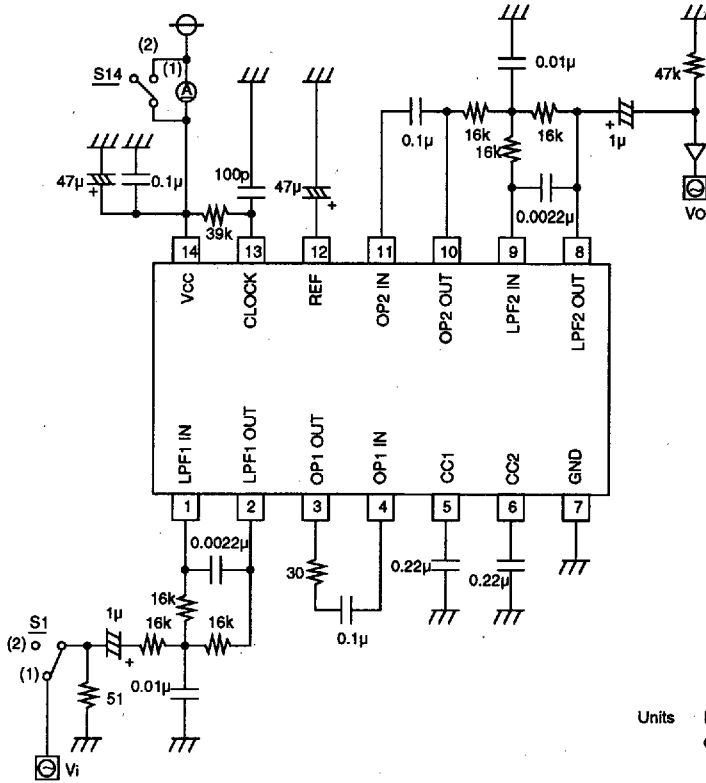 (2)
S14
(1)
A
0.01µ
47k
16k
16k
0.1µ
16k
+
1µ
100p
47µ
+
0.1µ
47µ
+
39k
0.0022µ
VO
14
13
12
11
10
9
8
VCC
CLOCK
REF
OP2 IN
OP2 OUT
LPF2 IN
LPF2 OUT
LPF1 IN
LPF1 OUT
OP1 OUT
OP1 IN
CC1
CC2
GND
1
2
3
4
5
6
7
0.0022µ
30
0.22µ
0.22µ
16k
1µ
S1
16k
16k
0.1µ
(2)
+
(1)
0.01µ
51
Units
Vi